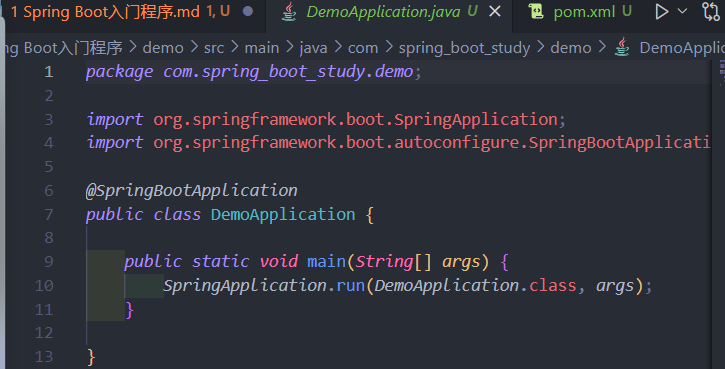 1 Spring Boot入门程序.md 1, U DemoApplication.java U pom.xml U
ng Boot入门程序 > demo > src > main > java > com > spring_boot_study > demo > DemoApp
1 package com.spring_boot_study.demo;
2
3 import org.springframework.boot.SpringApplication;
4 import org.springframework.boot.autoconfigure.SpringBootApplicati
5
6 @SpringBootApplication
7 public class DemoApplication {
8
9 public static void main(String[] args) {
10 SpringApplication.run(DemoApplication.class, args);
11 }
12
13 }